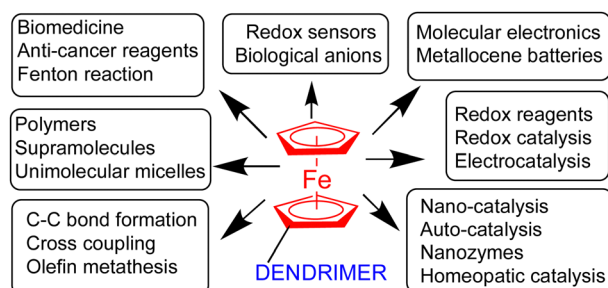 Biomedicine
Anti-cancer reagents
Fenton reaction
Redox sensors
Biological anions
Molecular electronics
Metallocene batteries
Polymers
Supramolecules
Unimolecular micelles
Redox reagents
Redox catalysis
Electrocatalysis
Fe
C-C bond formation
Cross coupling
Olefin metathesis
Nano-catalysis
Auto-catalysis
Nanozymes
Homeopatic catalysis
DENDRIMER